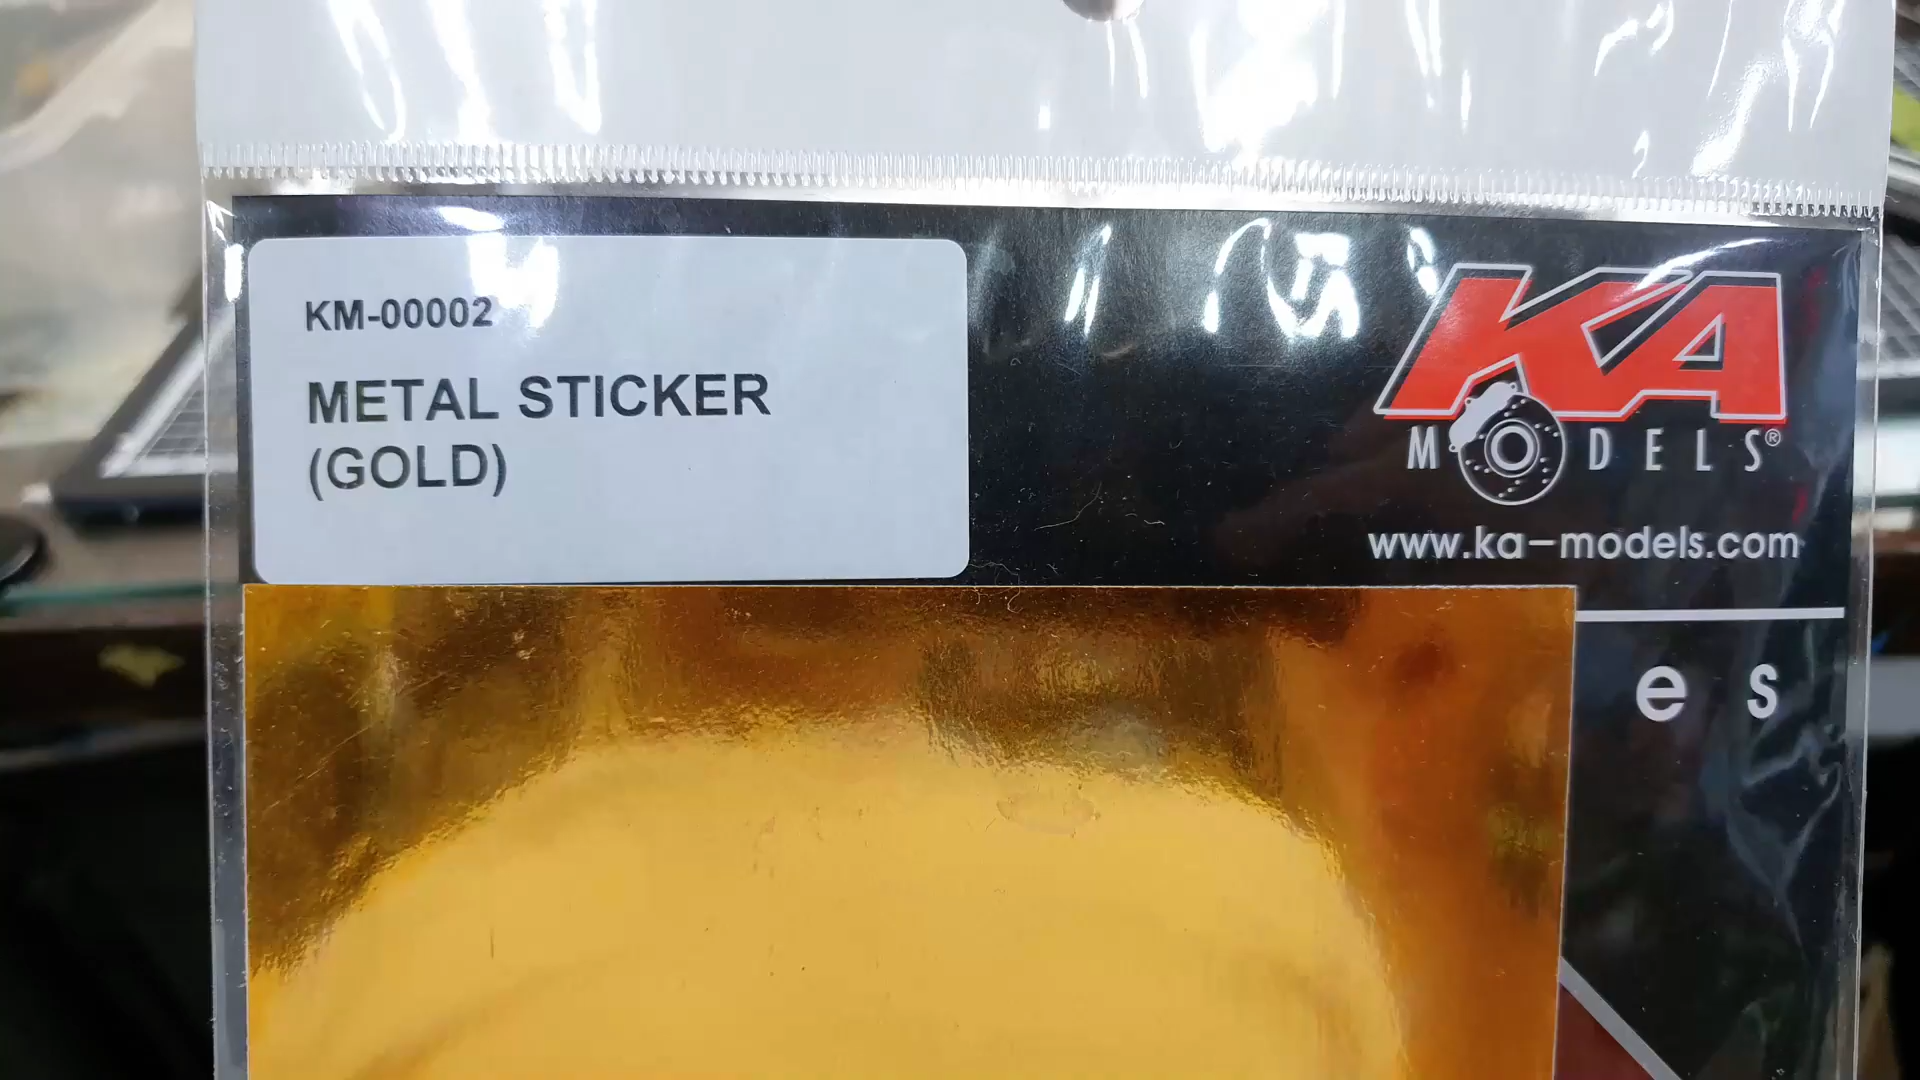 KM-00002
METAL STICKER
(GOLD)
KA
MODELS®
www.ka-models.com
e s